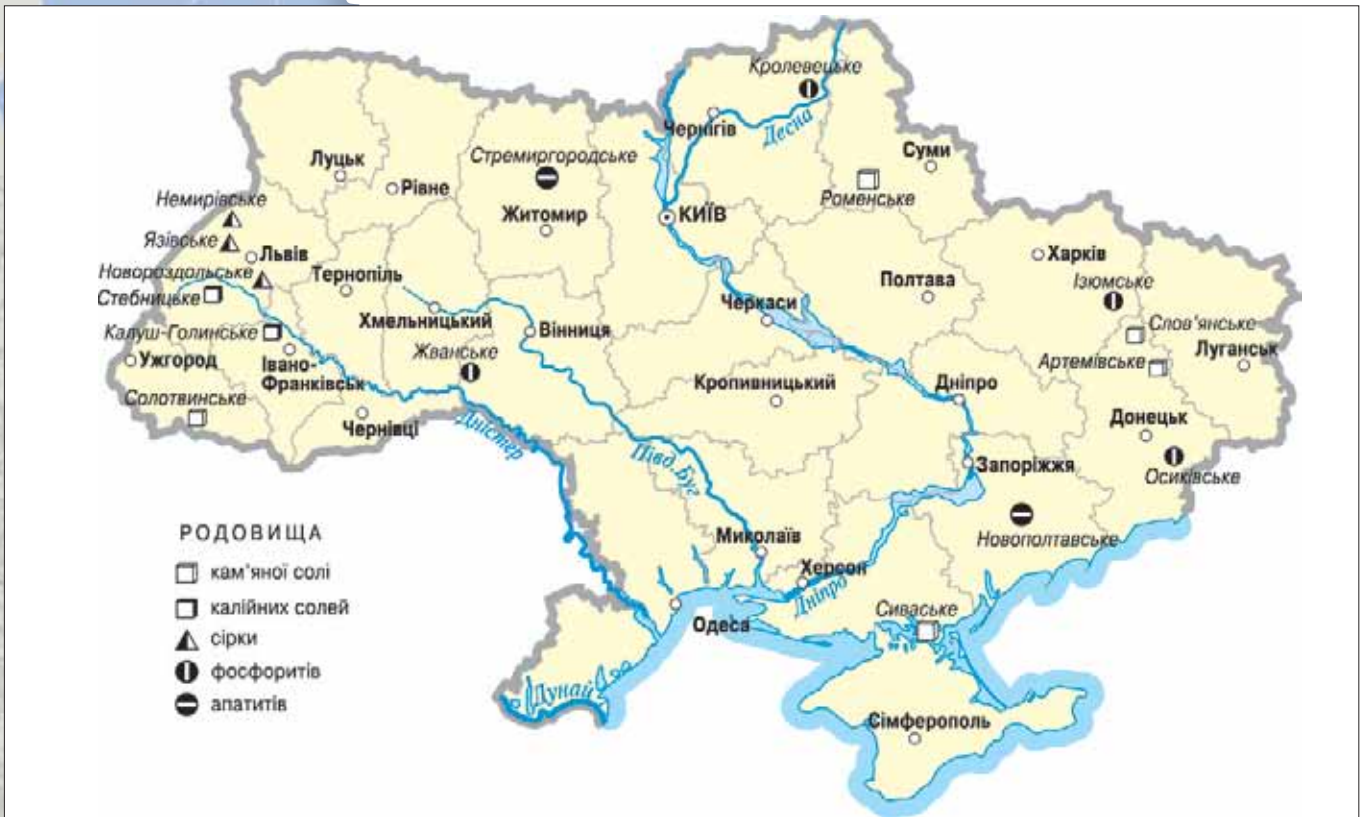 Кролевецьке
Чернігів
Десна
Суми
Луцьк
Стремиргородське
Рівне
Роменське
Немирівське
Житомир
КИЇВ
Язівське
Львів
Харків
Новороздольське
Тернопіль
Полтава
Ізюмське
Стебницьке
Черкаси
Хмельницький
Вінниця
Слов'янське
Калуш-Голинське
Жванське
Артемівське
Луганськ
Ужгород
Івано-
Франківськ
Кропивницький
Дніпро
Солотвинське
Чернівці
Донецьк
Дністер
Півд. Буг
Запоріжжя
Осиківське
РОДОВИЩА
Миколаїв
Новополтавське
кам'яної солі
Херсон
Дніпро
калійних солей
Сиваське
Одеса
сірки
фосфоритів
Дунай
апатитів
Сімферополь